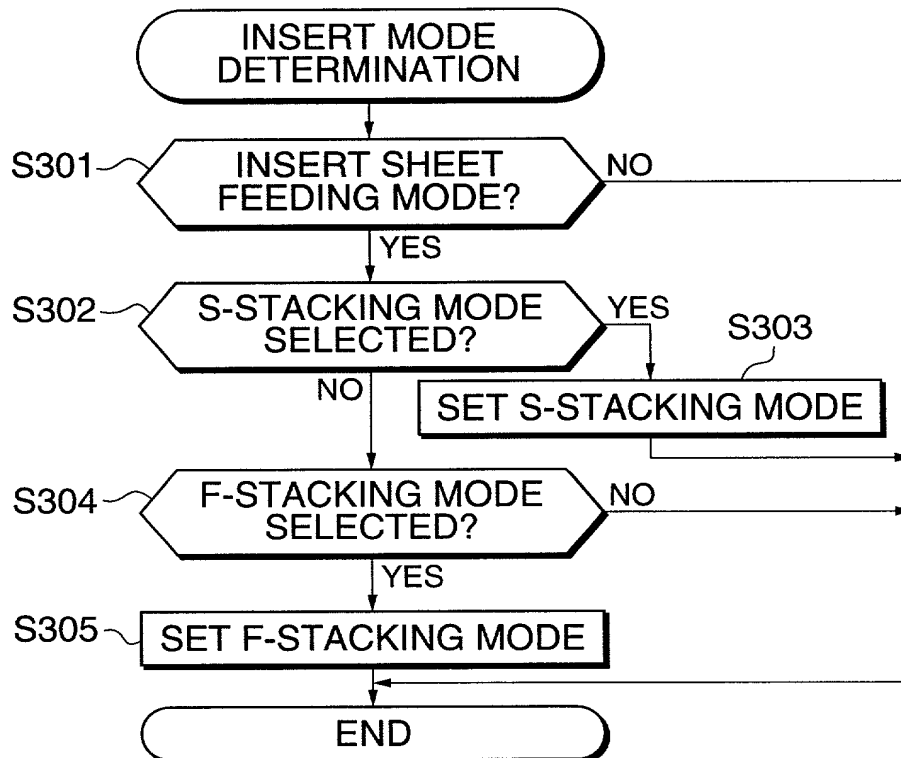 INSERT MODE
DETERMINATION
S301
INSERT SHEET
FEEDING MODE?
NO
YES
S302
S-STACKING MODE
SELECTED?
YES
S303
NO
SET S-STACKING MODE
S304
F-STACKING MODE
SELECTED?
NO
YES
S305
SET F-STACKING MODE
END